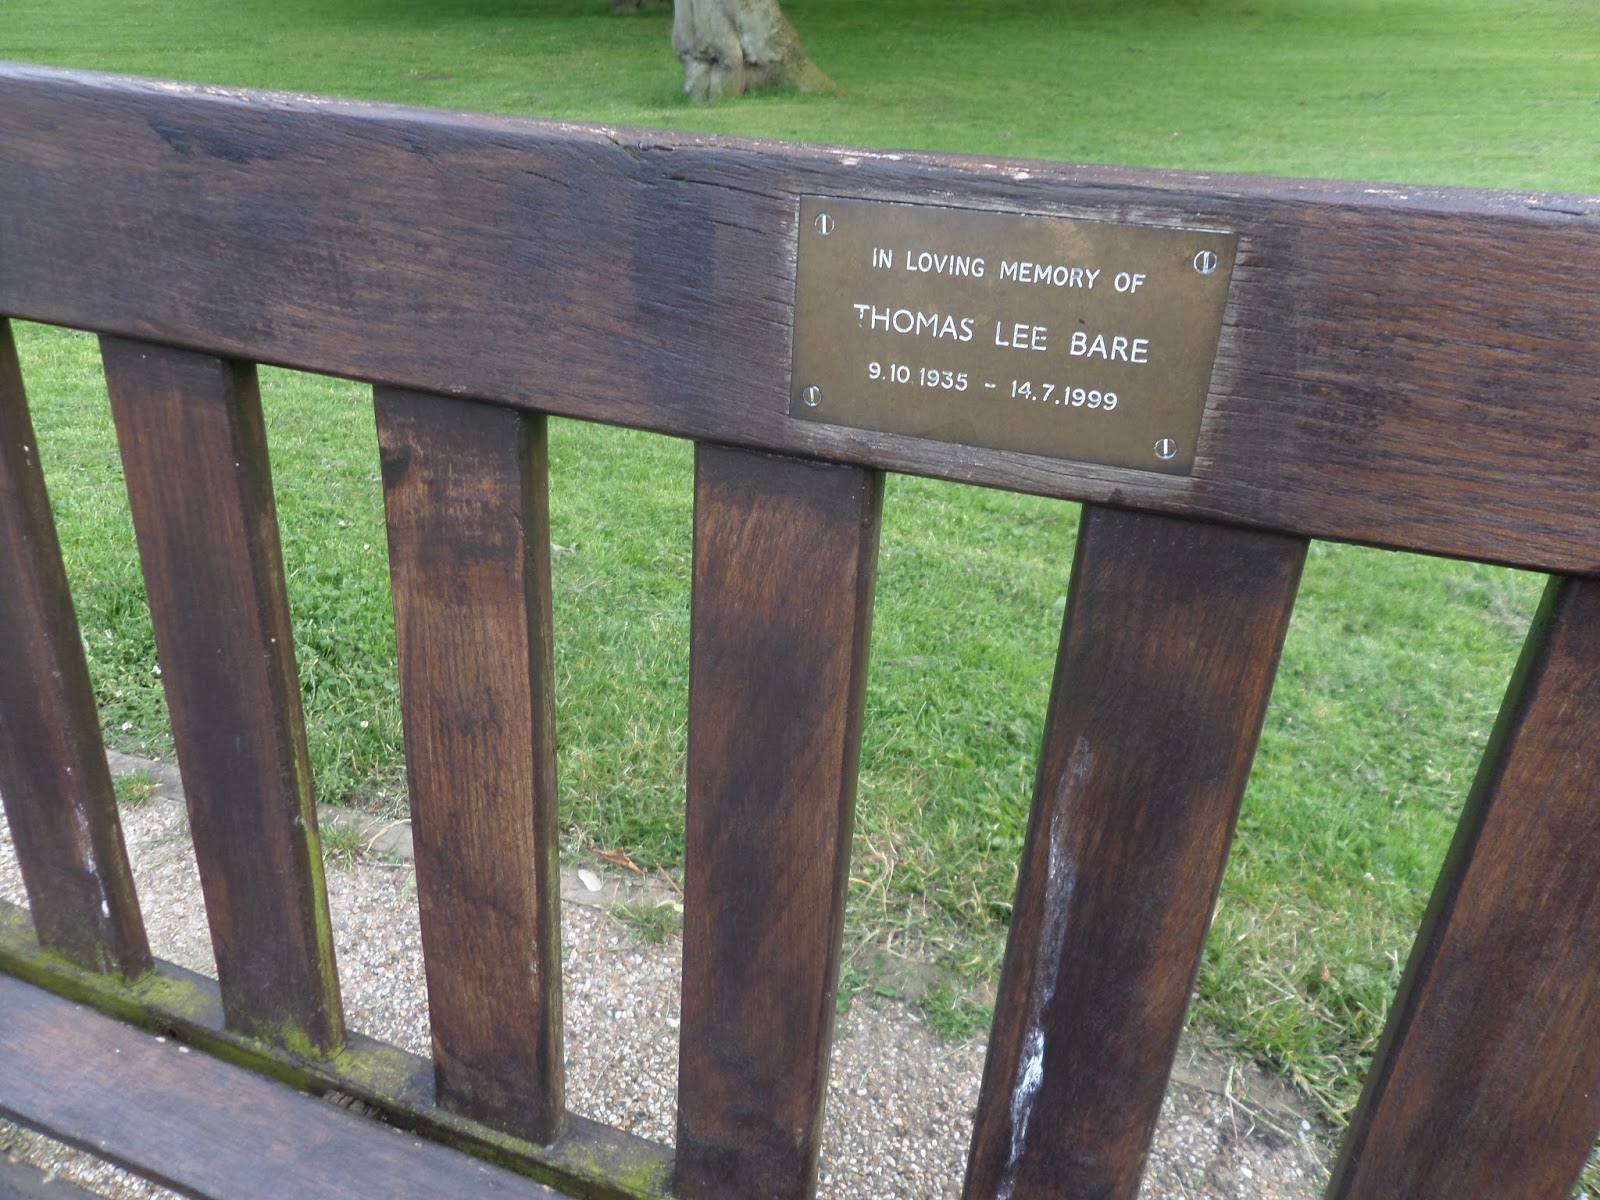 IN LOVING MEMORY OF
THOMAS LEE BARE
9.10.1935 - 14.7.1999